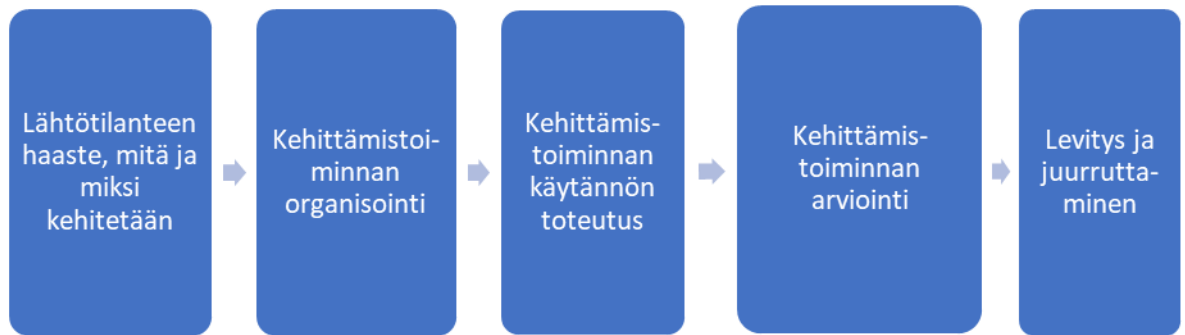 Lähtötilanteen
haaste, mitä ja
miksi
kehitetään
Kehittämistoi-
minnan
organisointi
Kehittämis-
toiminnan
käytännön
toteutus
Kehittämis-
toiminnan
arviointi
Levitys ja
juurrutta-
minen